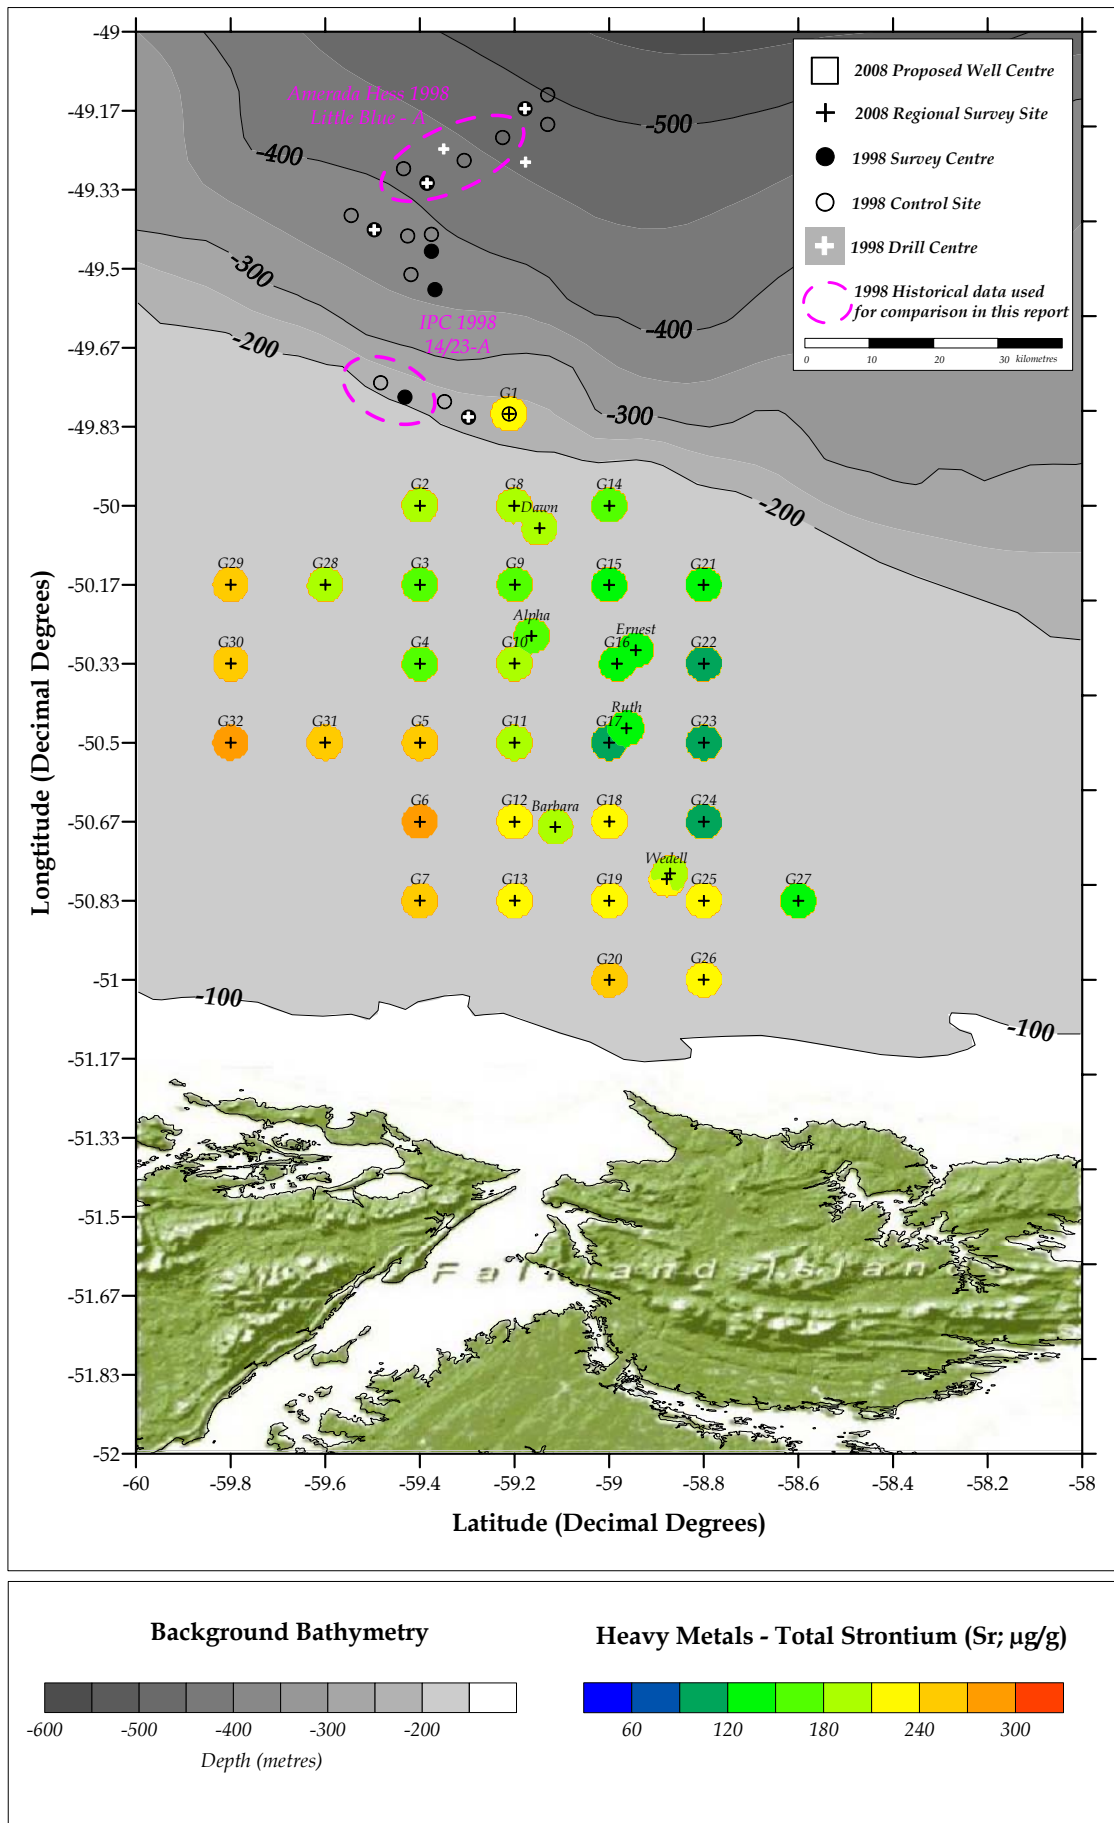 -49
-49.17
-49.33
-49.5
-49.67
-49.83
-50
-50.17
-50.33
-50.5
-50.67
-50.83
-51
-51.17
-51.33
-51.5
-51.67
-51.83
-52
Longtitude (Decimal Degrees)
Amerada Hess 1998
Little Blue - A
-500
-400
-300
-200
IPC 1998
14/23-A
-400
-300
-200
2008 Proposed Well Centre
2008 Regional Survey Site
1998 Survey Centre
1998 Control Site
1998 Drill Centre
1998 Historical data used
for comparison in this report
0 10 20 30 kilometres
G1
G2 G8 G14
Dawn
G29 G28 G3 G9 G15 G21
Alpha
Ernest
G30 G4 G10 G16 G22
Ruth
G32 G31 G5 G11 G17 G23
G6 G12 Barbara G18 G24
Wedell
G7 G13 G19 G25 G27
G20 G26
-100
-100
-60 -59.8 -59.6 -59.4 -59.2 -59 -58.8 -58.6 -58.4 -58.2 -58
Latitude (Decimal Degrees)
Background Bathymetry
-600 -500 -400 -300 -200
Depth (metres)
Heavy Metals - Total Strontium (Sr; µg/g)
60 120 180 240 300